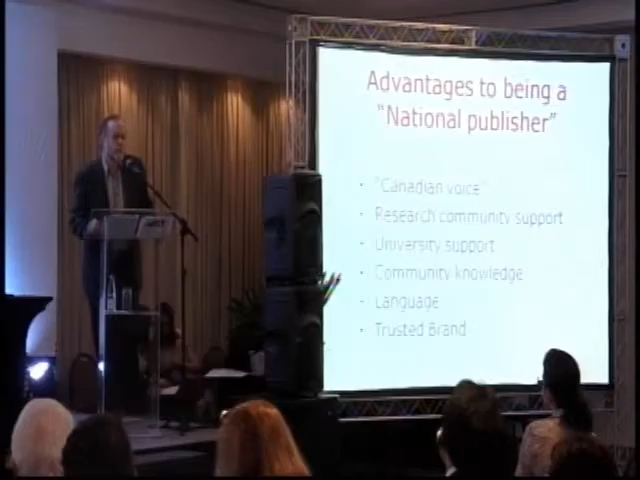 Advantages to being a
"National publisher"
· "Canadian voice"
· Research community support
· University support
· Community knowledge
· Language
· Trusted Brand